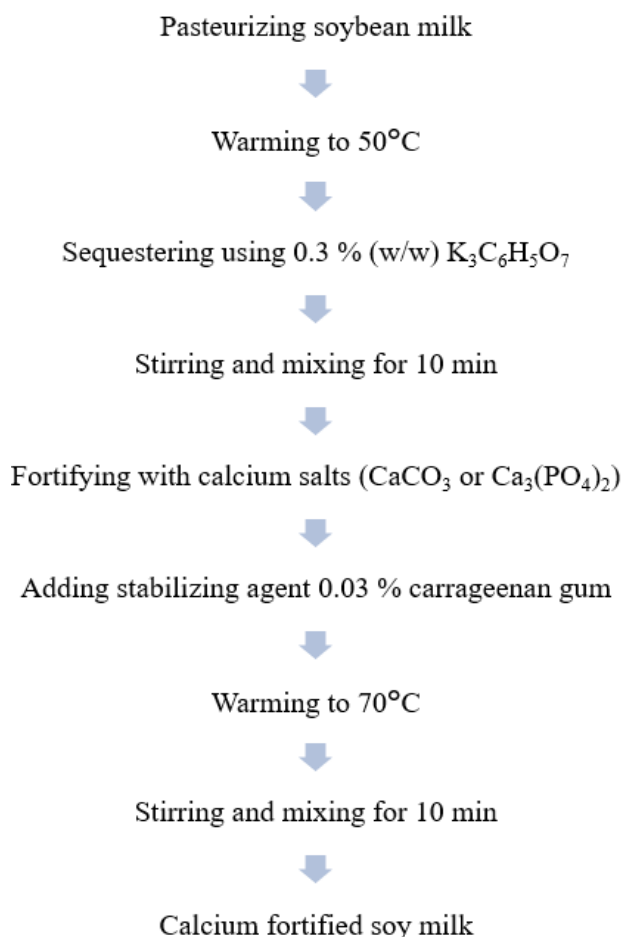 Pasteurizing soybean milk
Warming to 50°C
Sequestering using 0.3 % (w/w) K₃C₆H₅O₇
Stirring and mixing for 10 min
Fortifying with calcium salts (CaCO₃ or Ca₃(PO₄)₂)
Adding stabilizing agent 0.03 % carrageenan gum
Warming to 70°C
Stirring and mixing for 10 min
Calcium fortified soy milk